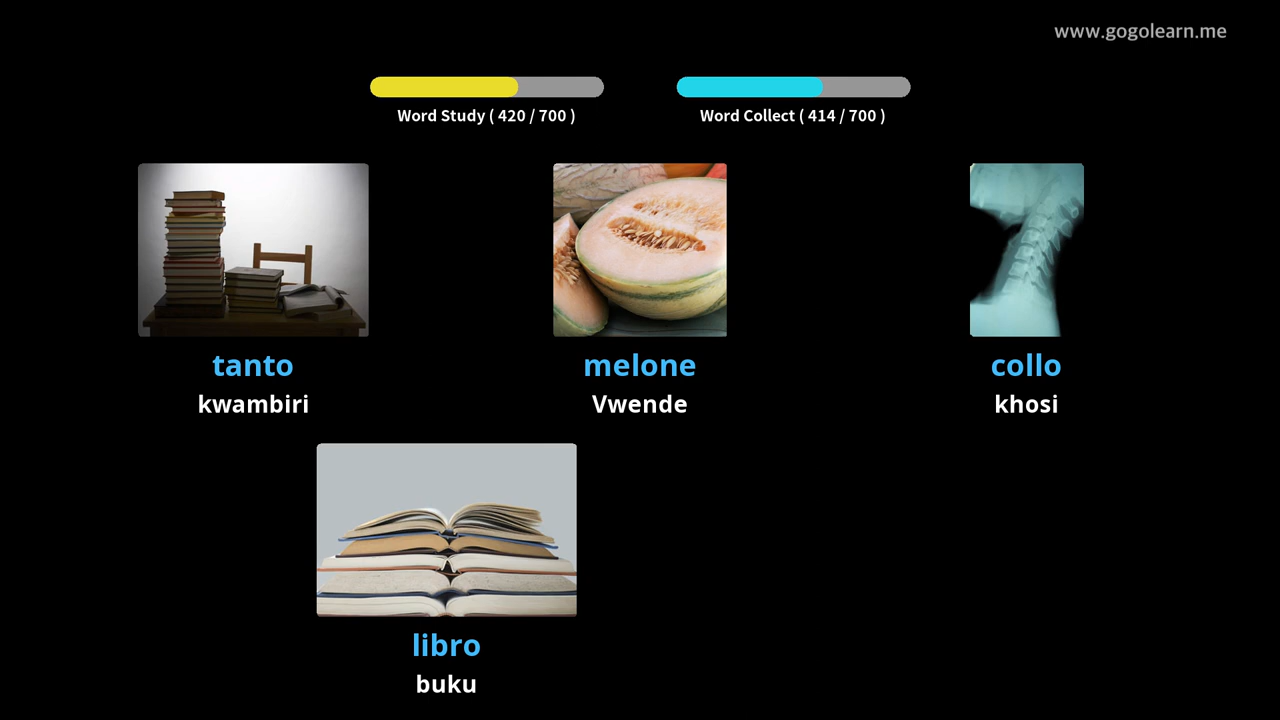 www.gogolearn.me
Word Study ( 420 / 700 )
Word Collect ( 414 / 700 )
tanto
kwambiri
melone
Vwende
collo
khosi
libro
buku